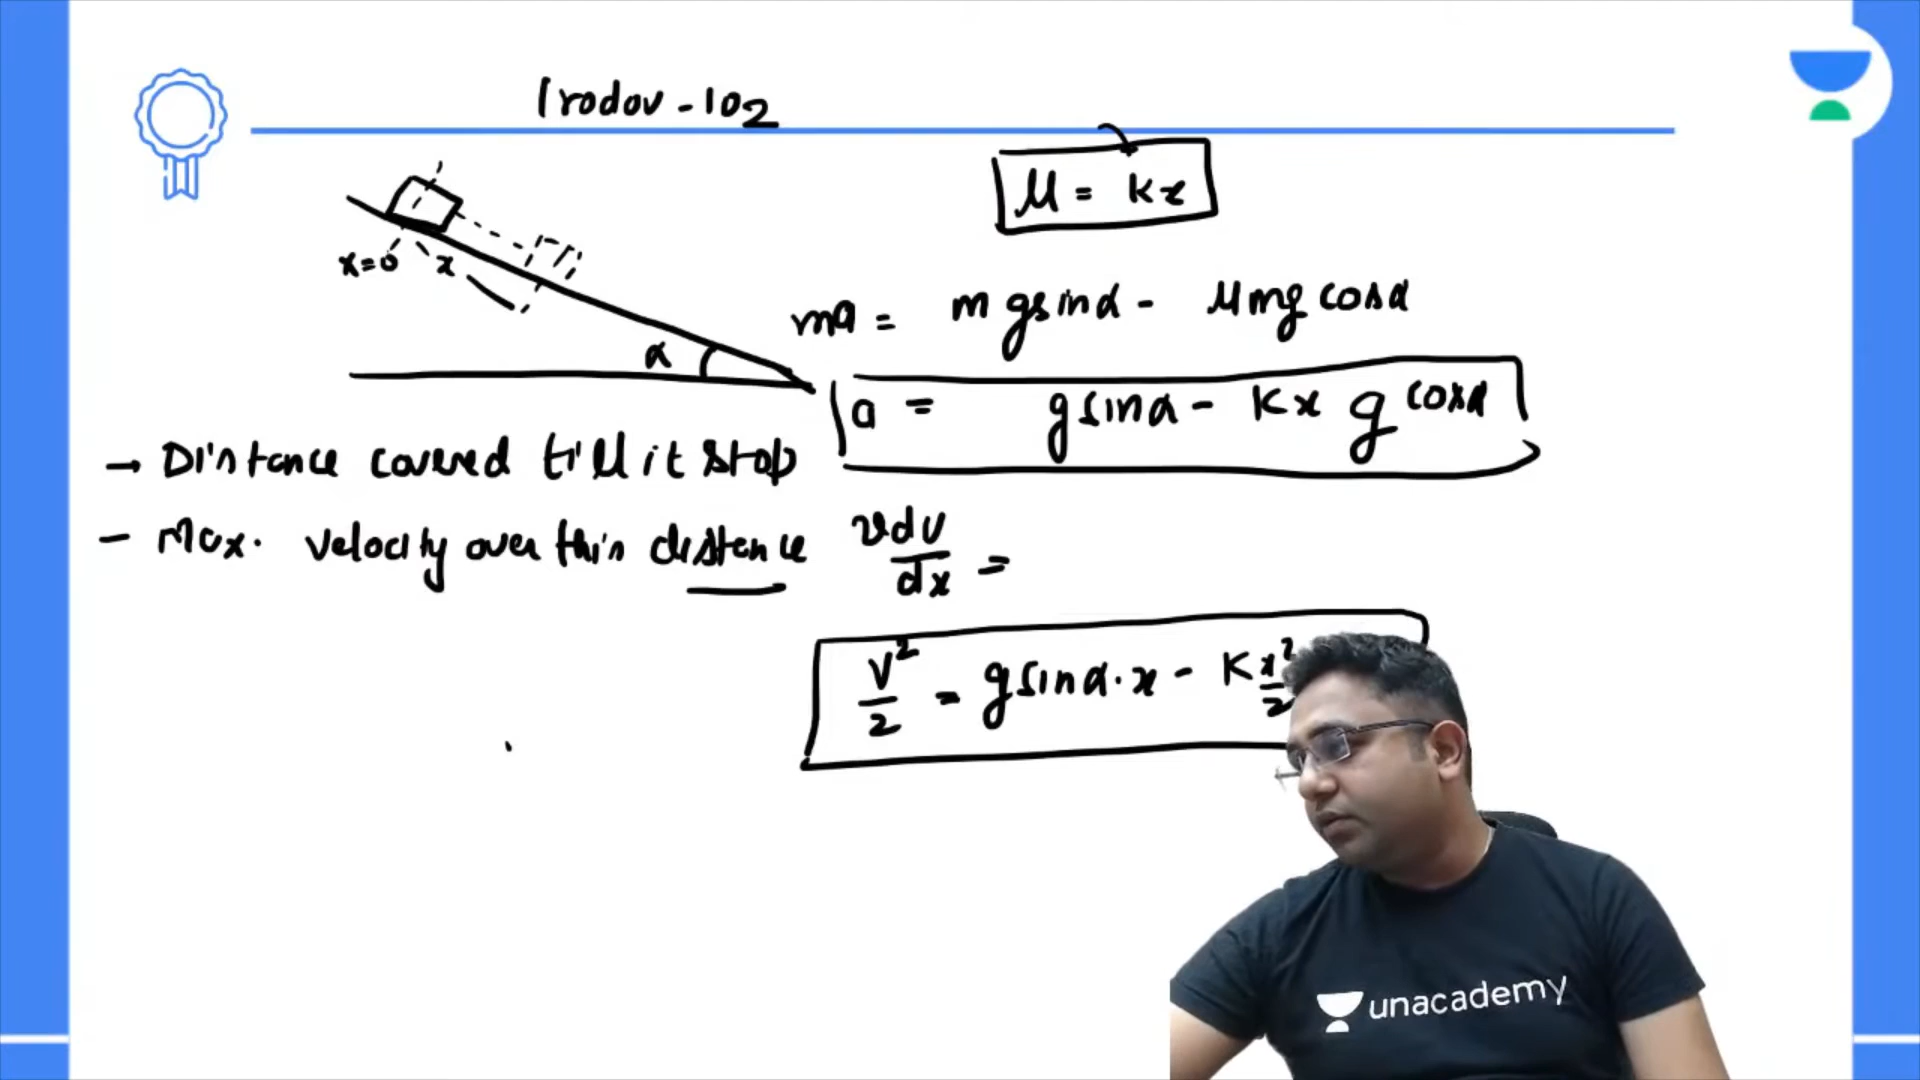 Irodov - 102
μ = kx
x=0 x
α
ma = mg sinα - μmg cosα
a = g sinα - kx g cosα
→ Distance covered till it stop
- Max. velocity over this distance
vdv/dx =
v²/2 = g sinα·x - K x²/2
unacademy